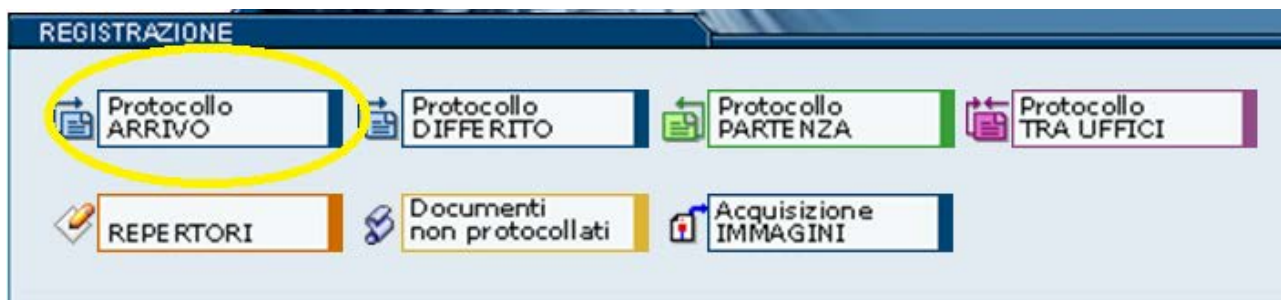 REGISTRAZIONE
Protocollo
ARRIVO
Protocollo
DIFFERITO
Protocollo
PARTENZA
Protocollo
TRA UFFICI
REPERTORI
Documenti
non protocollati
Acquisizione
IMMAGINI